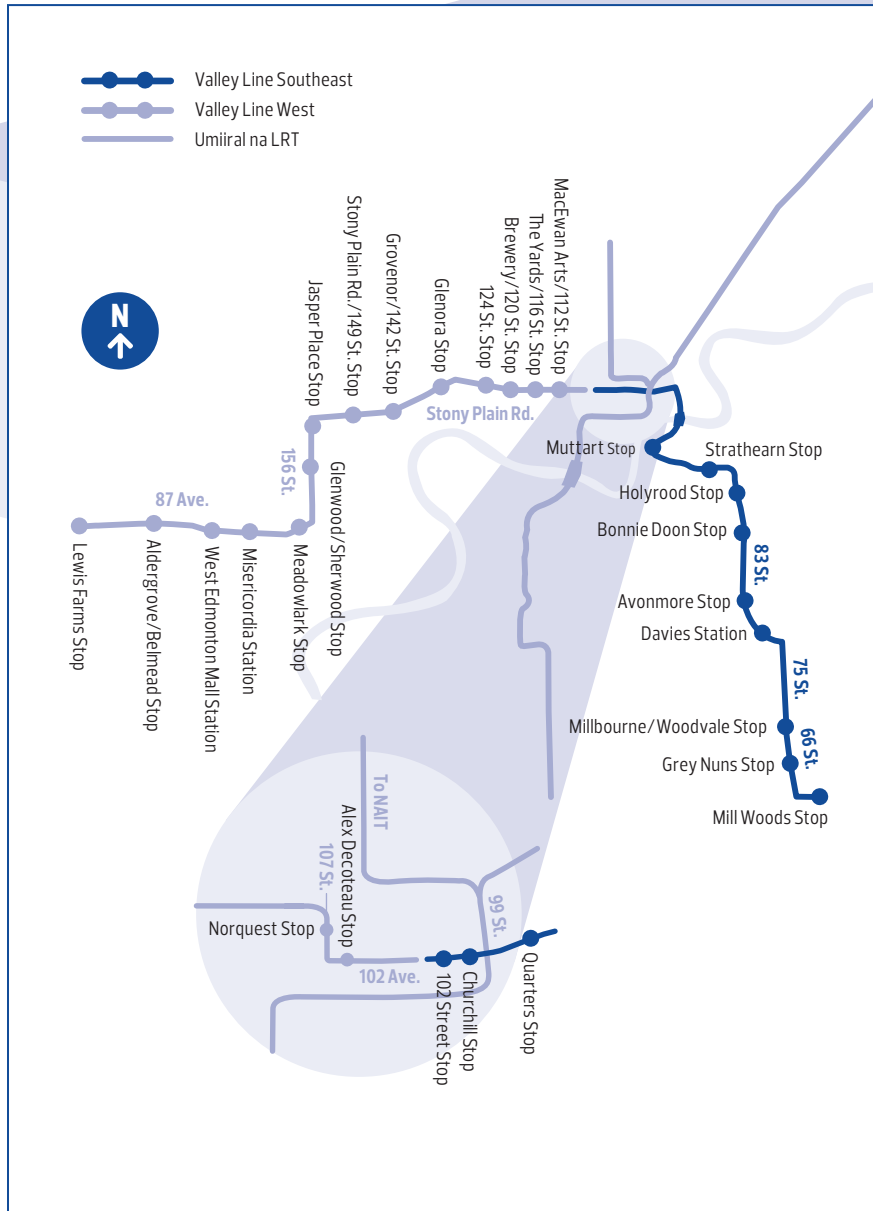 Valley Line Southeast
Valley Line West
Umiiral na LRT
N
Jasper Place Stop
Stony Plain Rd./149 St. Stop
Grovenor/142 St. Stop
Glenora Stop
124 St. Stop
Brewery/120 St. Stop
The Yards/116 St. Stop
MacEwan Arts/112 St. Stop
Stony Plain Rd.
156 St.
87 Ave.
Lewis Farms Stop
Aldergrove/Belmead Stop
West Edmonton Mall Station
Misericordia Station
Meadowlark Stop
Glenwood/Sherwood Stop
Muttart Stop
Strathearn Stop
Holyrood Stop
Bonnie Doon Stop
83 St.
Avonmore Stop
Davies Station
75 St.
Millbourne/Woodvale Stop
66 St.
Grey Nuns Stop
Mill Woods Stop
To NAIT
107 St.
Alex Decoteau Stop
Norquest Stop
99 St.
102 Ave.
102 Street Stop
Churchill Stop
Quarters Stop